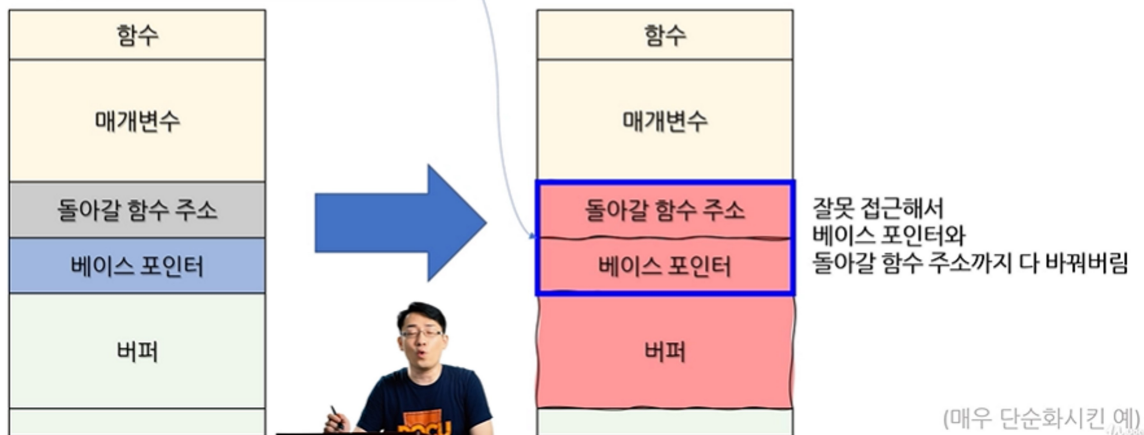 함수
매개변수
돌아갈 함수 주소
베이스 포인터
버퍼
함수
매개변수
돌아갈 함수 주소
베이스 포인터
버퍼
잘못 접근해서
베이스 포인터와
돌아갈 함수 주소까지 다 바꿔버림
(매우 단순화시킨 예)